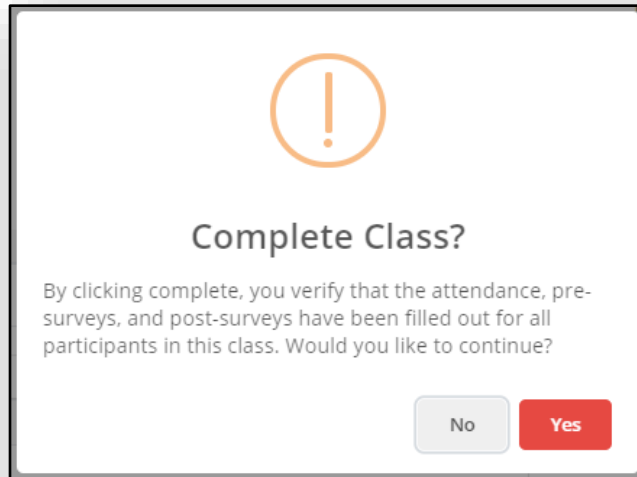 Complete Class?
By clicking complete, you verify that the attendance, pre-
surveys, and post-surveys have been filled out for all
participants in this class. Would you like to continue?
No
Yes